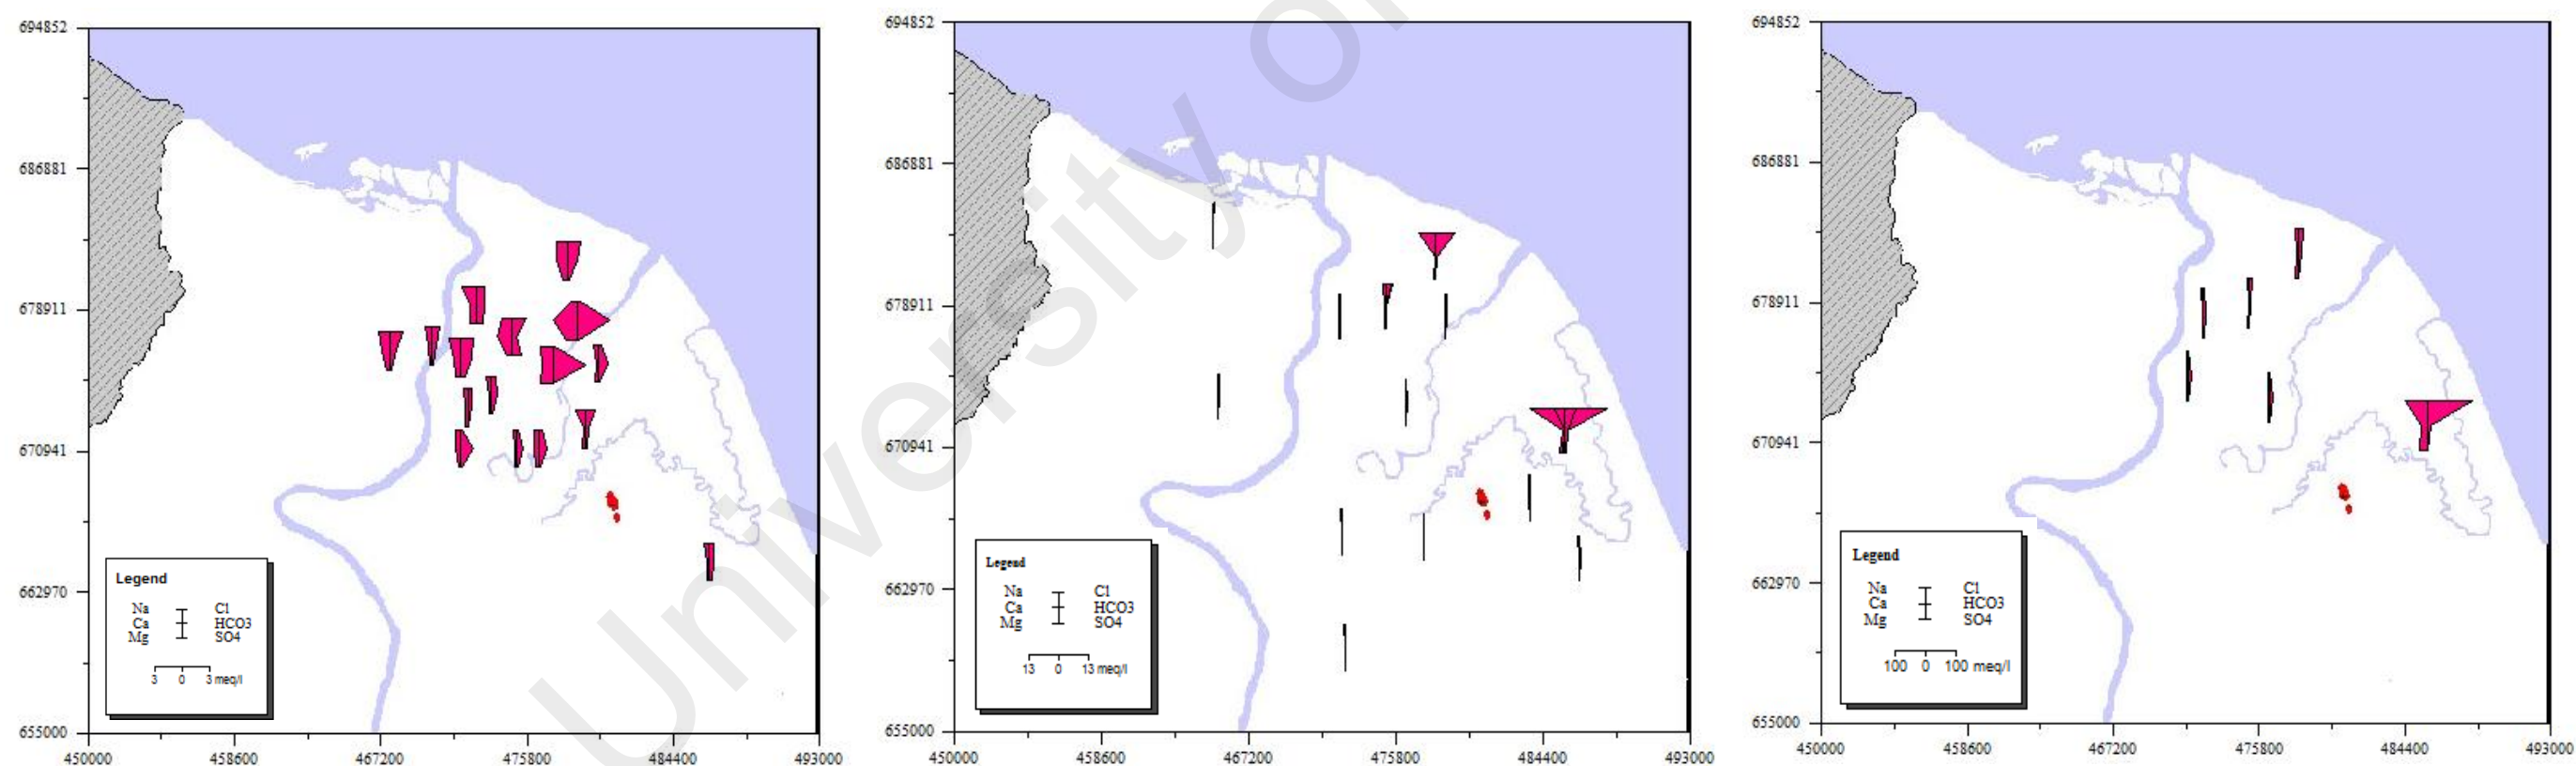 694852
686881
678911
670941
662970
655000
450000 458600 467200 475800 484400 493000
Legend
Na Cl
Ca HCO3
Mg SO4
3 0 3 meq/l
694852
686881
678911
670941
662970
655000
450000 458600 467200 475800 484400 493000
Legend
Na Cl
Ca HCO3
Mg SO4
13 0 13 meq/l
694852
686881
678911
670941
662970
655000
450000 458600 467200 475800 484400 493000
Legend
Na Cl
Ca HCO3
Mg SO4
100 0 100 meq/l
University of